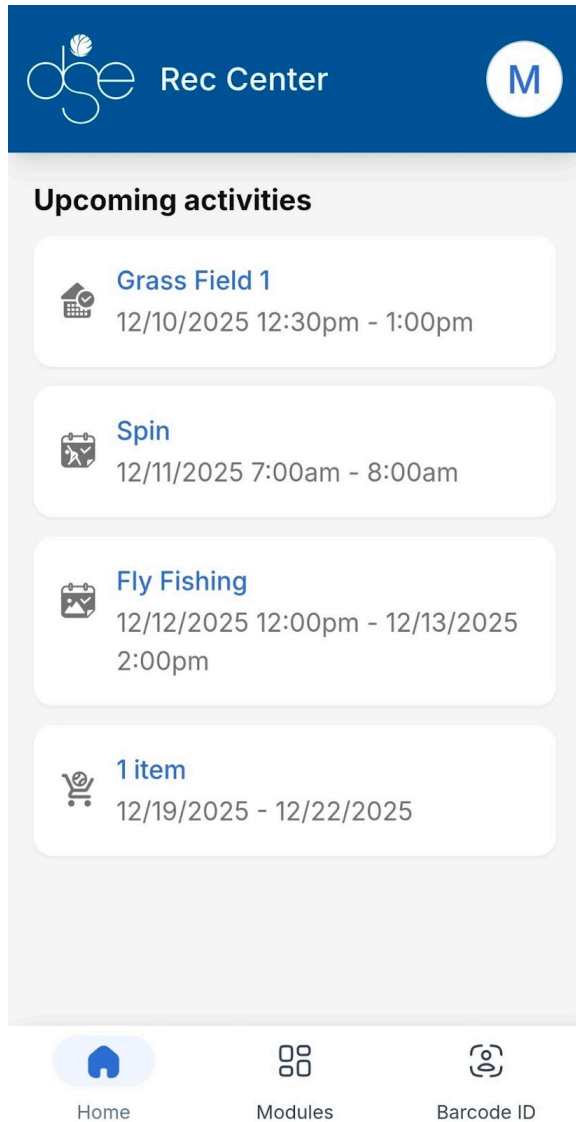 dse Rec Center M
Upcoming activities
Grass Field 1
12/10/2025 12:30pm - 1:00pm
Spin
12/11/2025 7:00am - 8:00am
Fly Fishing
12/12/2025 12:00pm - 12/13/2025
2:00pm
1 item
12/19/2025 - 12/22/2025
Home Modules Barcode ID